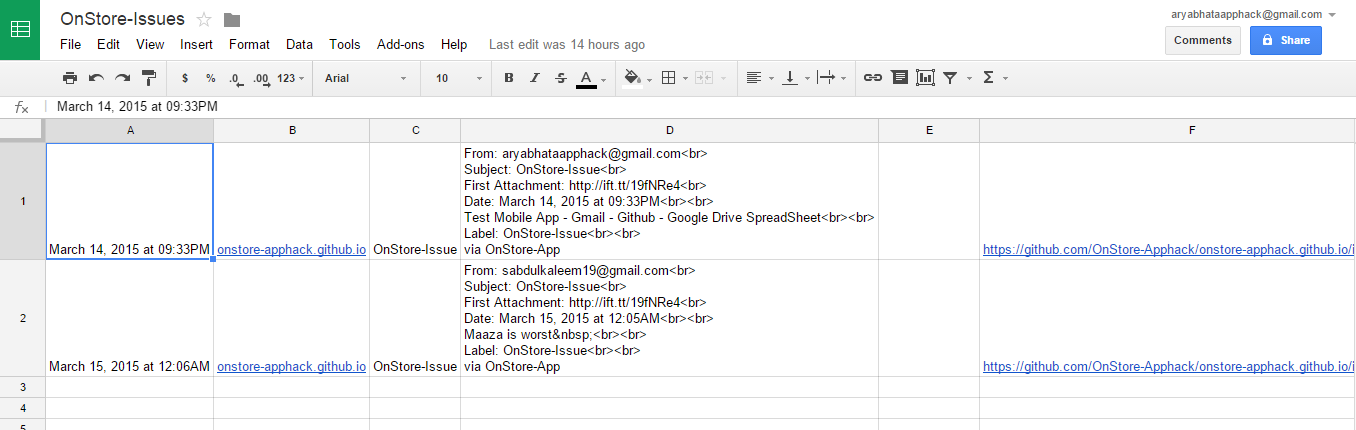 OnStore-Issues
aryabhataapphack@gmail.com
File Edit View Insert Format Data Tools Add-ons Help Last edit was 14 hours ago
Comments
Share
$ % .0 .00 123 Arial 10 B I S A Σ
fx March 14, 2015 at 09:33PM
A B C D E F
1
March 14, 2015 at 09:33PM
onstore-apphack.github.io
OnStore-Issue
From: aryabhataapphack@gmail.com<br>
Subject: OnStore-Issue<br>
First Attachment: http://ift.tt/19fNRe4<br>
Date: March 14, 2015 at 09:33PM<br><br>
Test Mobile App - Gmail - Github - Google Drive SpreadSheet<br><br>
Label: OnStore-Issue<br><br>
via OnStore-App
https://github.com/OnStore-Apphack/onstore-apphack.github.io/i
2
March 15, 2015 at 12:06AM
onstore-apphack.github.io
OnStore-Issue
From: sabdulkaleem19@gmail.com<br>
Subject: OnStore-Issue<br>
First Attachment: http://ift.tt/19fNRe4<br>
Date: March 15, 2015 at 12:05AM<br><br>
Maaza is worst&nbsp;<br><br>
Label: OnStore-Issue<br><br>
via OnStore-App
https://github.com/OnStore-Apphack/onstore-apphack.github.io/i
3
4
5